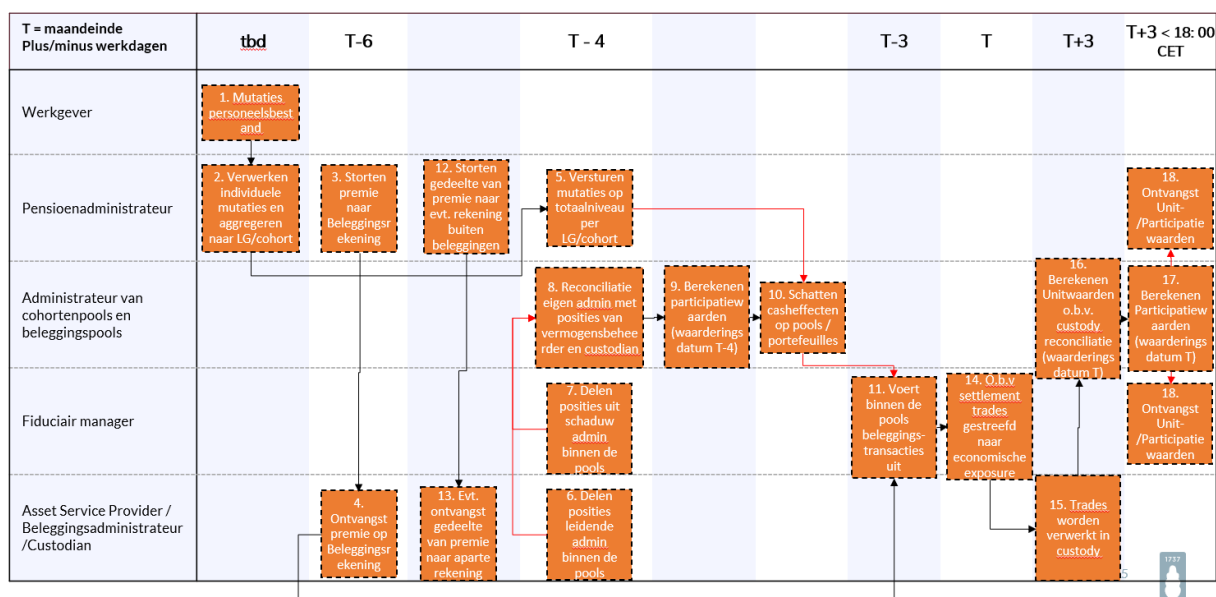 T = maandeinde
Plus/minus werkdagen
tbd
T-6
T - 4
T-3
T
T+3
T+3 < 18: 00
CET
Werkgever
1. Mutaties
personeelsbest
and
Pensioenadministrateur
2. Verwerken
individuele
mutaties en
aggregeren
naar LG/cohort
3. Storten
premie
naar
Beleggingsr
ekening
12. Storten
gedeelte van
premie naar
evt. rekening
buiten
beleggingen
5. Versturen
mutaties op
totaalniveau
per
LG/cohort
18.
Ontvangst
Unit-
/Participatie
waarden
Administrateur van
cohortenpools en
beleggingspools
8. Reconciliatie
eigen admin met
posities van
vermogensbehee
rder en custodian
9. Berekenen
participatiew
aarden
(waarderings
datum T-4)
10. Schatten
casheffecten
op pools /
portefeuilles
16.
Berekenen
Unitwaarden
o.b.v.
custody
reconciliatie
(waarderings
datum T)
17.
Berekenen
Participatiew
aarden
(waarderings
datum T)
Fiduciair manager
7. Delen
posities uit
schaduw
admin
binnen de
pools
11. Voert
binnen de
pools
beleggings-
transacties
uit
14. O.b.v
settlement
trades
gestreefd
naar
economische
exposure
18.
Ontvangst
Unit-
/Participatie
waarden
Asset Service Provider /
Beleggingsadministrateur
/Custodian
4.
Ontvangst
premie op
Beleggingsr
ekening
13. Evt.
ontvangst
gedeelte
van premie
naar aparte
rekening
6. Delen
posities
leidende
admin
binnen de
pools
15. Trades
worden
verwerkt in
custody
5
1737